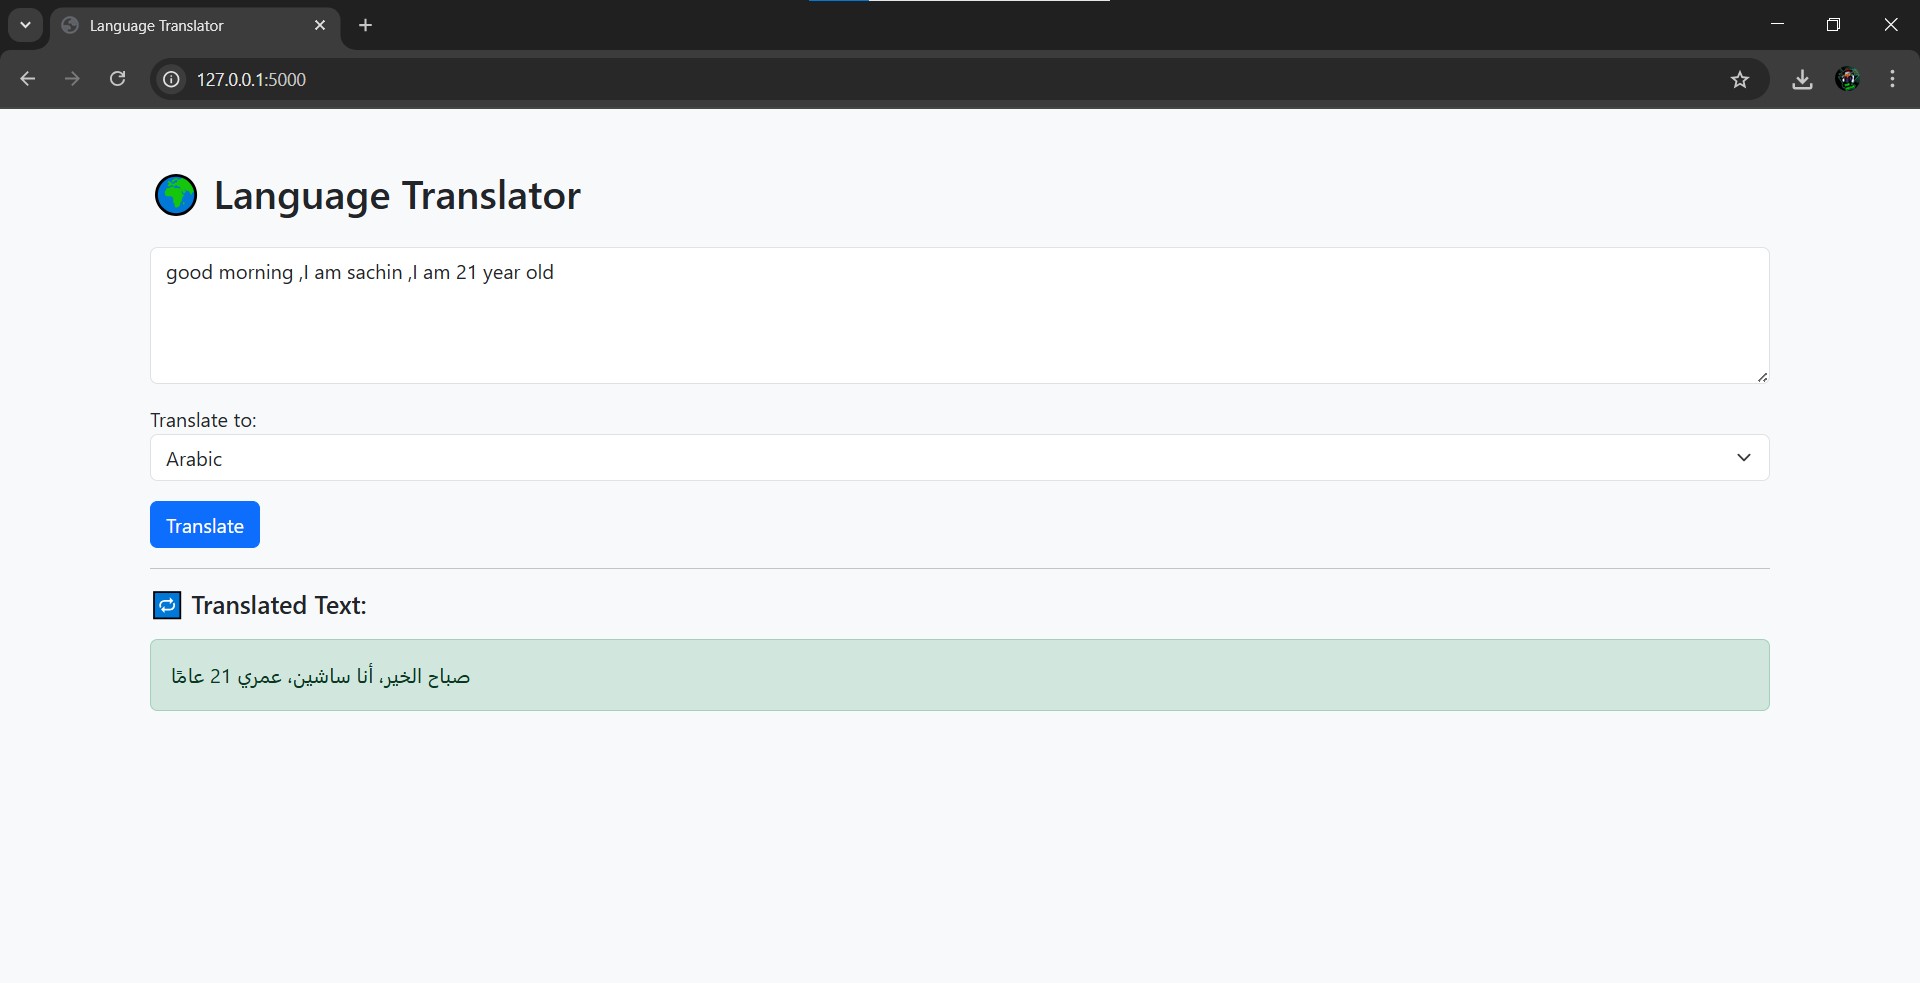 Language Translator
127.0.0.1:5000
Language Translator
good morning ,I am sachin ,I am 21 year old
Translate to:
Arabic
Translate
Translated Text:
صباح الخير، أنا ساشين، عمري 21 عامًا